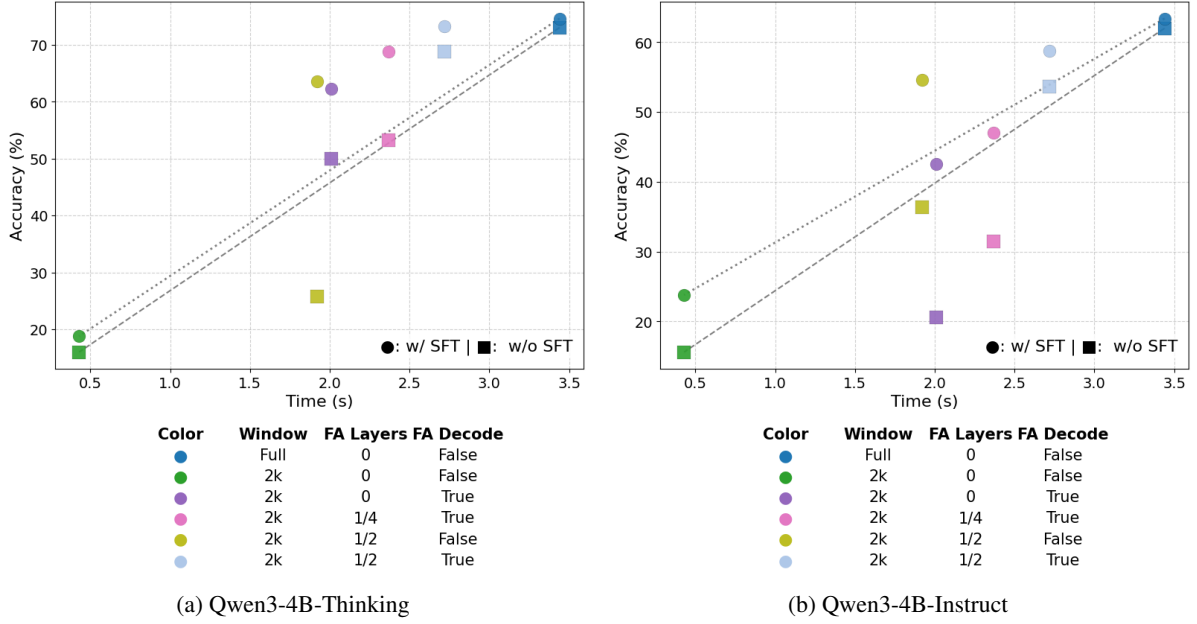 70
60
50
40
30
20
Accuracy (%)
●: w/ SFT | ■: w/o SFT
0.5 1.0 1.5 2.0 2.5 3.0 3.5
Time (s)
Color Window FA Layers FA Decode
Full 0 False
2k 0 False
2k 0 True
2k 1/4 True
2k 1/2 False
2k 1/2 True
(a) Qwen3-4B-Thinking
60
50
40
30
20
Accuracy (%)
●: w/ SFT | ■: w/o SFT
0.5 1.0 1.5 2.0 2.5 3.0 3.5
Time (s)
Color Window FA Layers FA Decode
Full 0 False
2k 0 False
2k 0 True
2k 1/4 True
2k 1/2 False
2k 1/2 True
(b) Qwen3-4B-Instruct